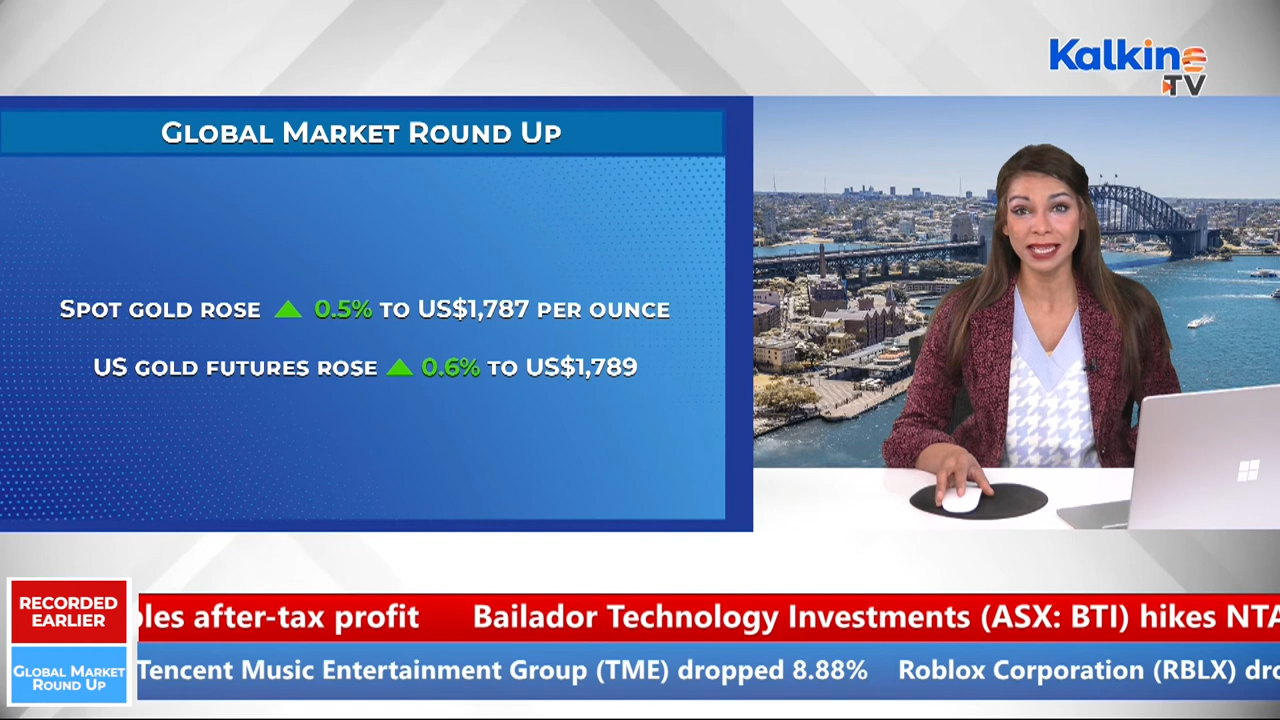 Kalkine
TV
Global Market Round Up
Spot gold rose 0.5% to US$1,787 per ounce
US gold futures rose 0.6% to US$1,789
RECORDED
EARLIER
after-tax profit Bailador Technology Investments (ASX: BTI) hikes NTA
Global Market
Round Up
Tencent Music Entertainment Group (TME) dropped 8.88% Roblox Corporation (RBLX)